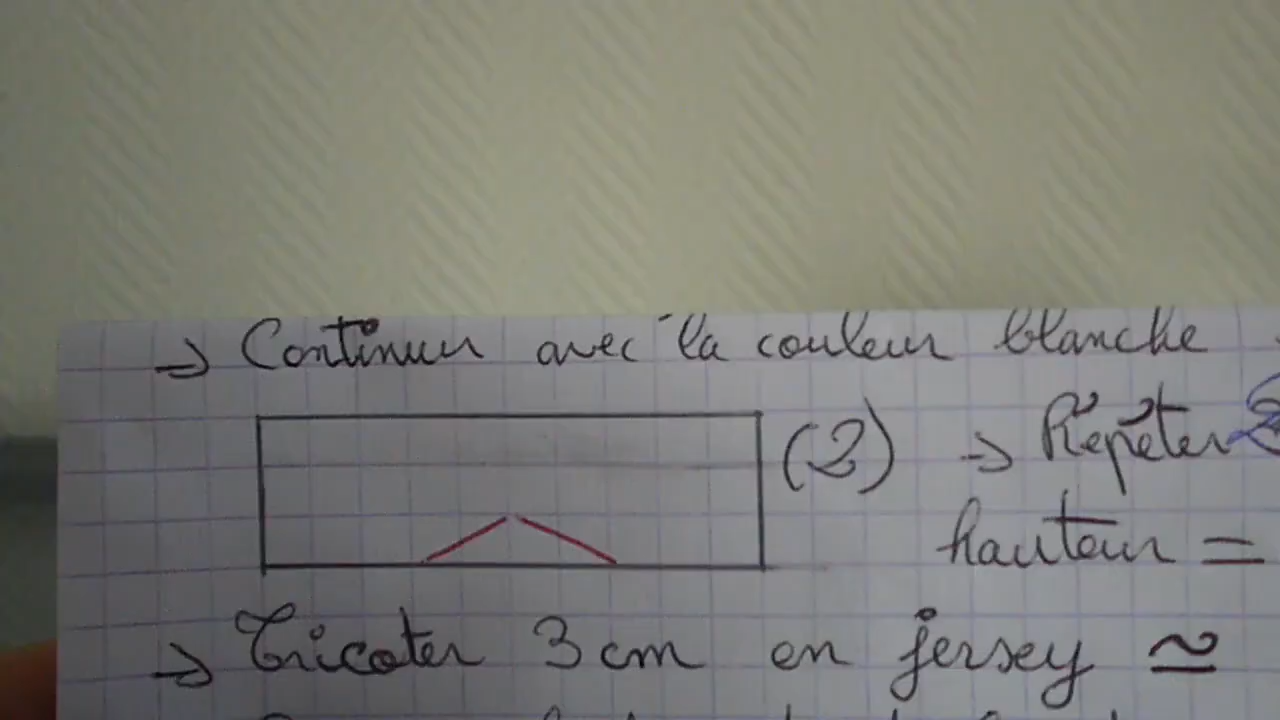 → Continuer avec la couleur blanche
(2) → Répéter
hauteur =
→ Tricoter 3 cm en jersey ≃